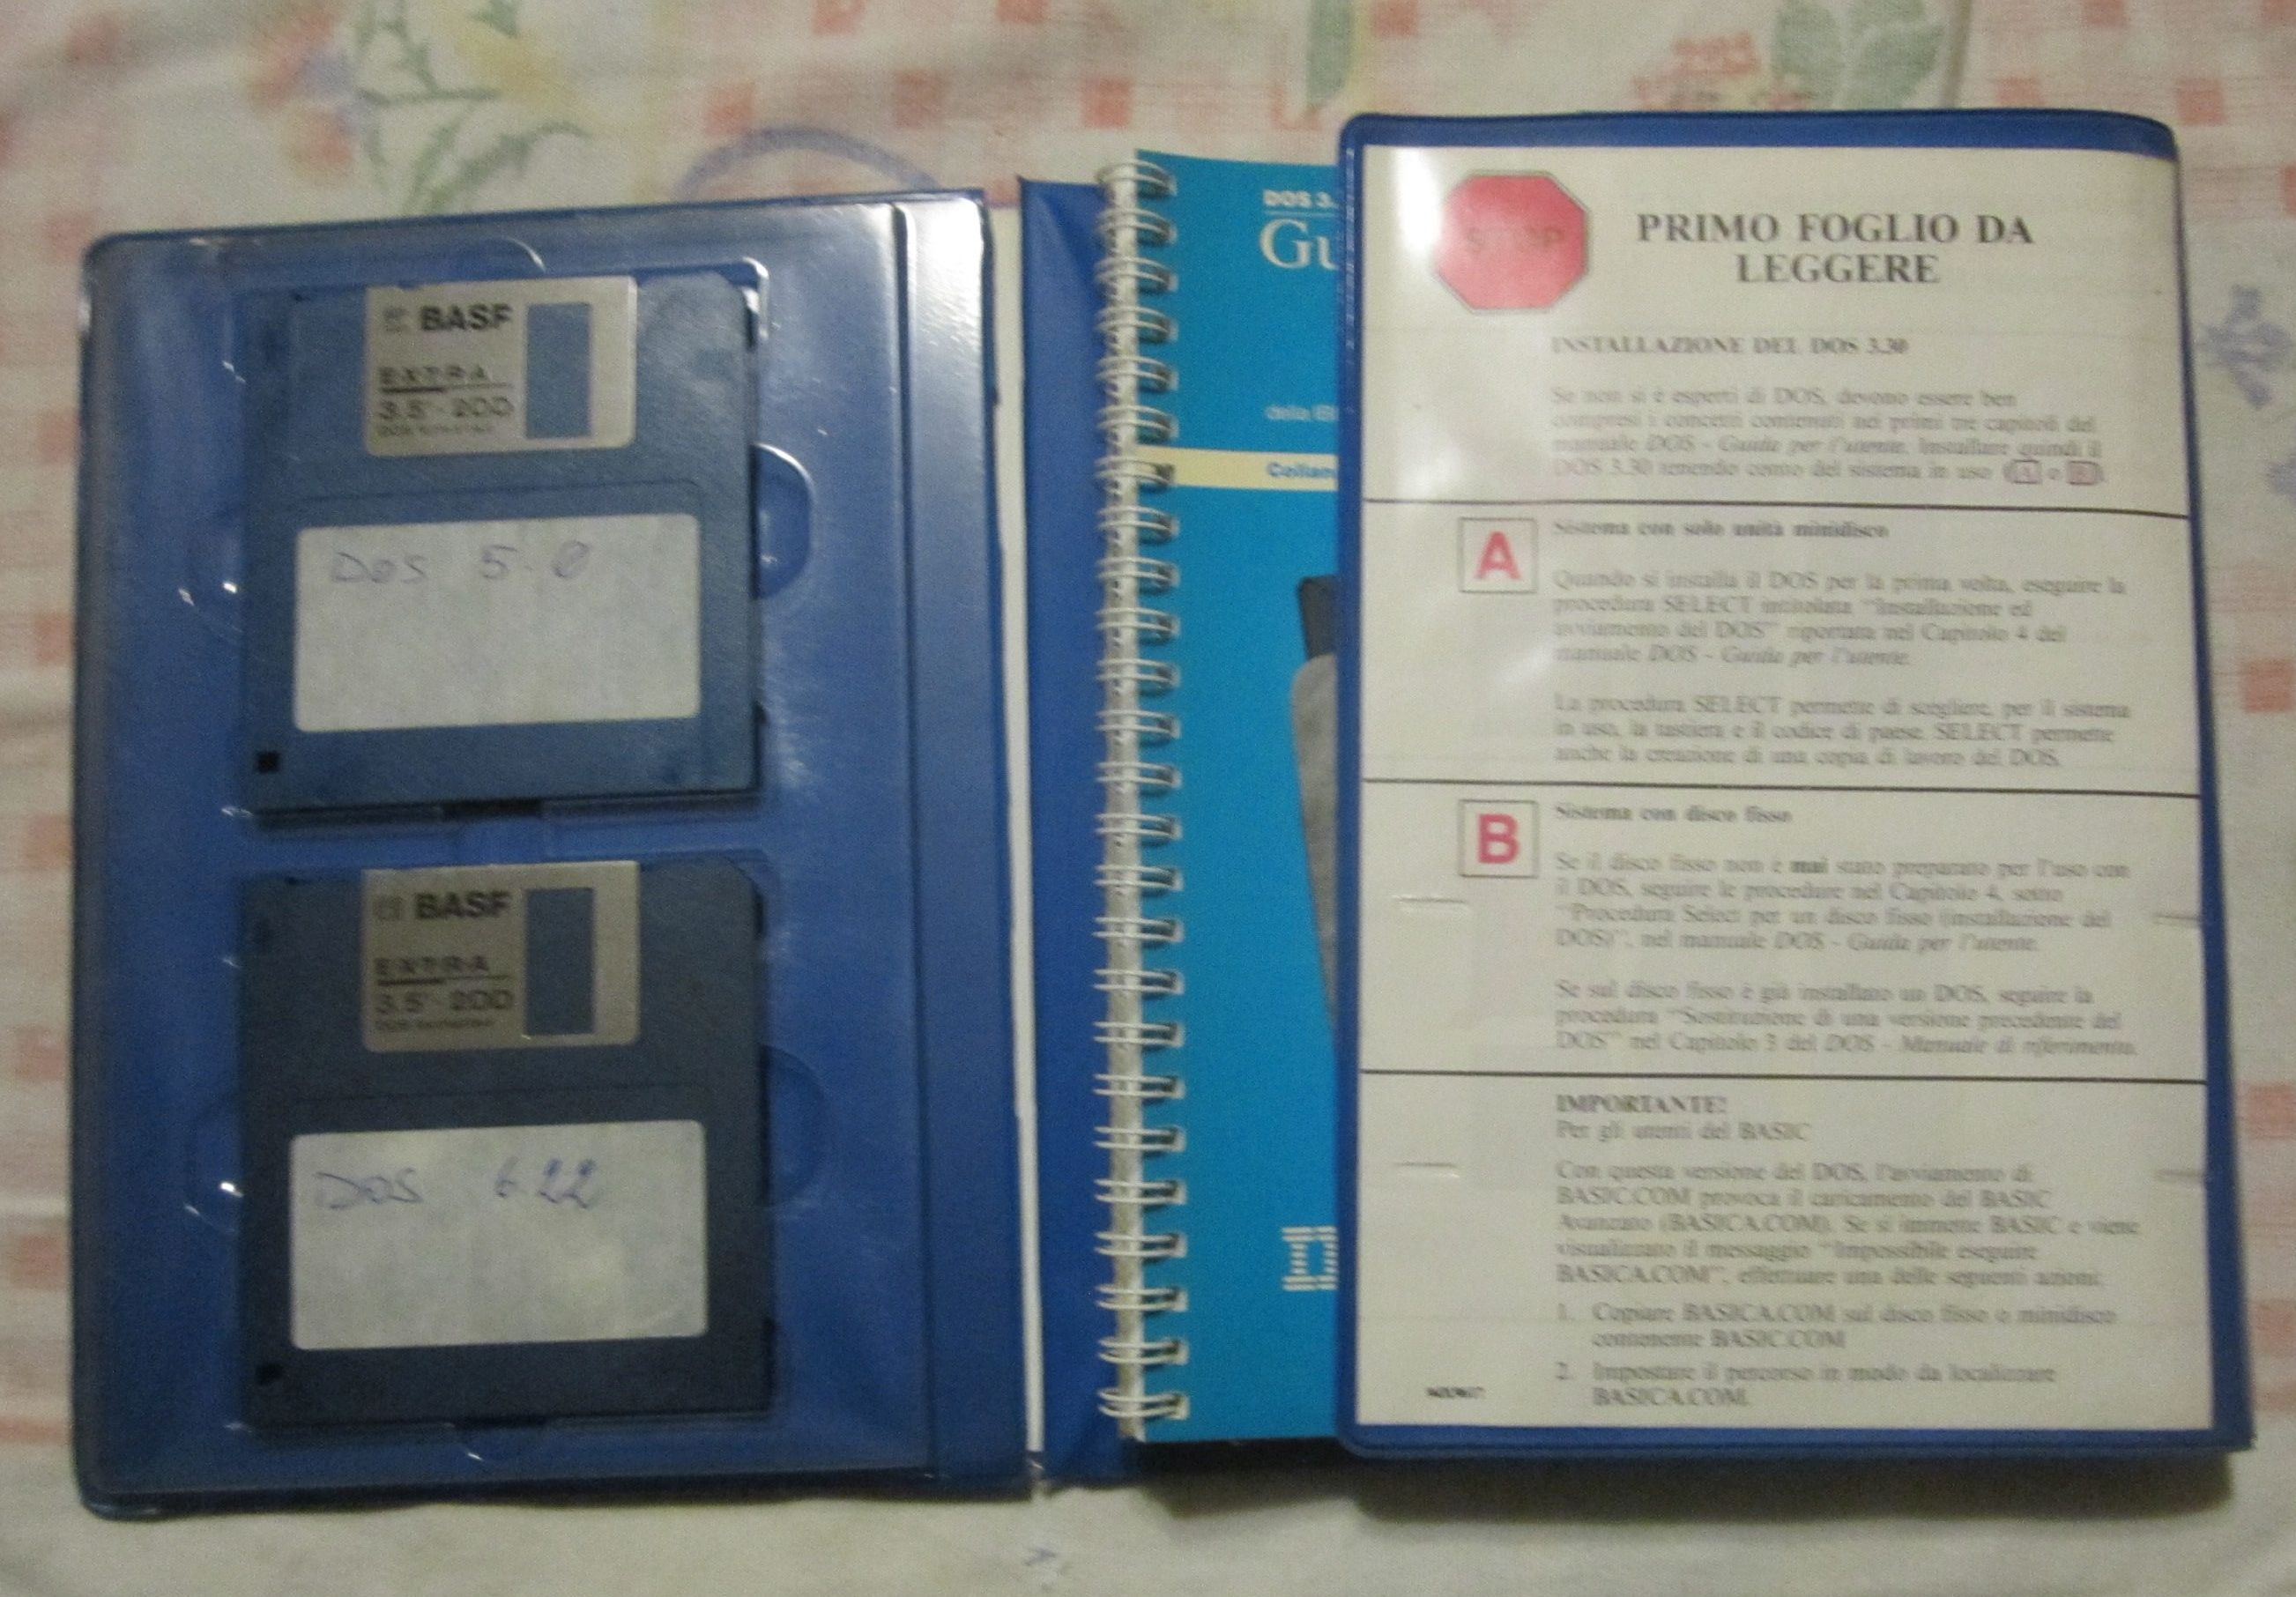 BASF
EXTRA
3.5" - 2DD
DOS 5.0
BASF
EXTRA
3.5" - 2DD
DOS 6.22
DOS 3.
Gu
della IB
Collan
STOP
PRIMO FOGLIO DA
LEGGERE
INSTALLAZIONE DEL DOS 3.30
Se non si è esperti di DOS, devono essere ben
compresi i concetti contenuti nei primi tre capitoli del
manuale DOS - Guida per l'utente. Installare quindi il
DOS 3.30 tenendo conto del sistema in uso (A o B).
A
Sistema con solo unità minidisco
Quando si installa il DOS per la prima volta, eseguire la
procedura SELECT intitolata "Installazione ed
avviamento del DOS" riportata nel Capitolo 4 del
manuale DOS - Guida per l'utente.
La procedura SELECT permette di scegliere, per il sistema
in uso, la tastiera e il codice di paese. SELECT permette
anche la creazione di una copia di lavoro del DOS.
B
Sistema con disco fisso
Se il disco fisso non è mai stato preparato per l'uso con
il DOS, seguire le procedure nel Capitolo 4, sotto
"Procedura Select per un disco fisso (installazione del
DOS)", nel manuale DOS - Guida per l'utente.
Se sul disco fisso è già installato un DOS, seguire la
procedura "Sostituzione di una versione precedente del
DOS" nel Capitolo 3 del DOS - Manuale di riferimento.
IMPORTANTE!
Per gli utenti del BASIC
Con questa versione del DOS, l'avviamento di
BASIC.COM provoca il caricamento del BASIC
Avanzato (BASICA.COM). Se si immette BASIC e viene
visualizzato il messaggio "Impossibile eseguire
BASICA.COM", effettuare una delle seguenti azioni:
1. Copiare BASICA.COM sul disco fisso o minidisco
contenente BASIC.COM
2. Impostare il percorso in modo da localizzare
BASICA.COM.